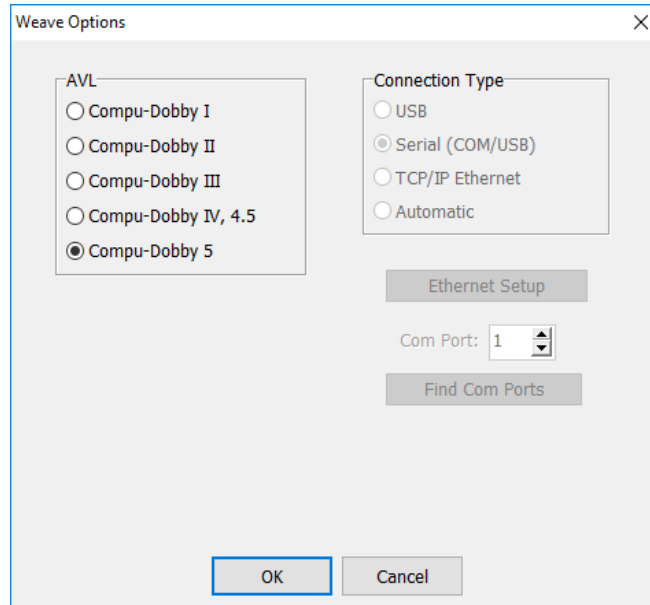 Weave Options
AVL
Compu-Dobby I
Compu-Dobby II
Compu-Dobby III
Compu-Dobby IV, 4.5
Compu-Dobby 5
Connection Type
USB
Serial (COM/USB)
TCP/IP Ethernet
Automatic
Ethernet Setup
Com Port: 1
Find Com Ports
OK
Cancel